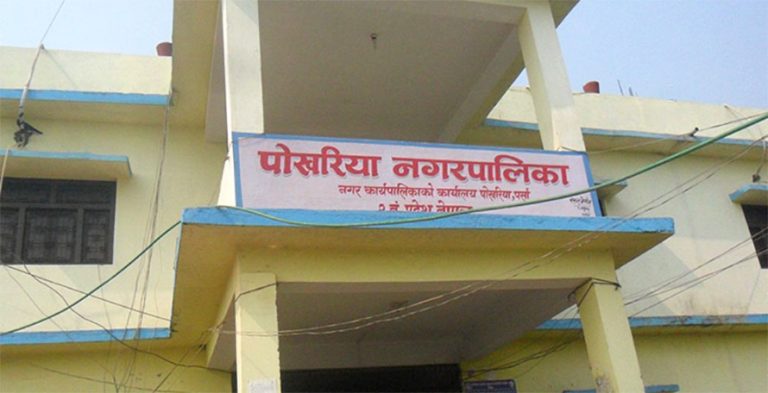 पोखरिया नगरपालिका
नगर कार्यपालिकाको कार्यालय पोखरिया, पर्सा
२ नं. प्रदेश नेपाल